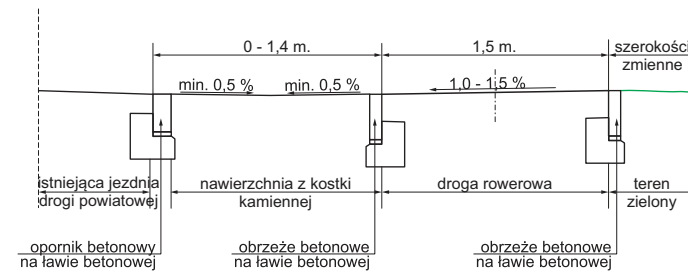 0 - 1,4 m.
1,5 m.
szerokości
zmienne
min. 0,5 %
min. 0,5 %
1,0 - 1,5 %
istniejąca jezdnia
drogi powiatowej
nawierzchnia z kostki
kamiennej
droga rowerowa
teren
zielony
opornik betonowy
na ławie betonowej
obrzeże betonowe
na ławie betonowej
obrzeże betonowe
na ławie betonowej